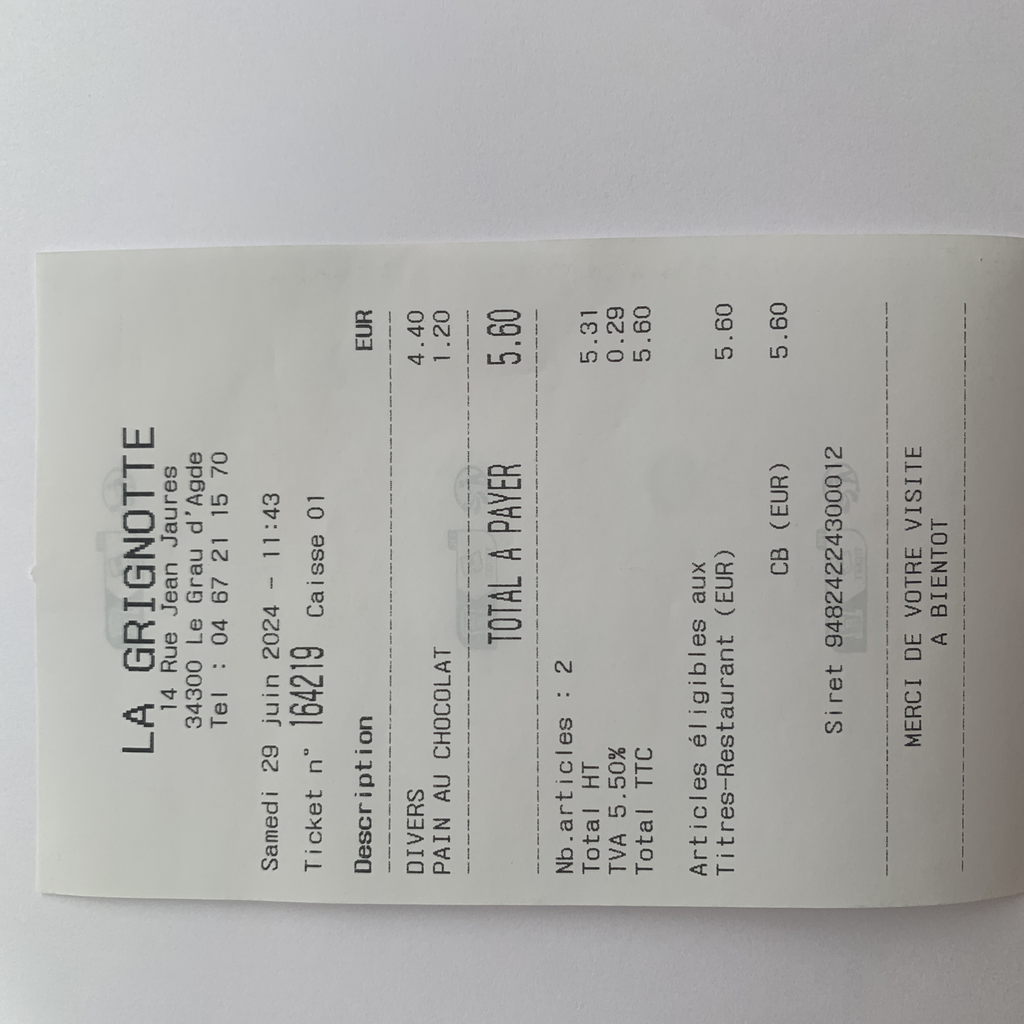 LA GRIGNOTTE
14 Rue Jean Jaures
34300 Le Grau d'Agde
Tel : 04 67 21 15 70
Samedi 29 juin 2024 - 11:43
Ticket n° 164219 Caisse 01
Description EUR
DIVERS 4.40
PAIN AU CHOCOLAT 1.20
TOTAL A PAYER 5.60
Nb.articles : 2
Total HT 5.31
TVA 5.50% 0.29
Total TTC 5.60
Articles éligibles aux
Titres-Restaurant (EUR) 5.60
CB (EUR) 5.60
Siret 94824224300012
MERCI DE VOTRE VISITE
A BIENTOT